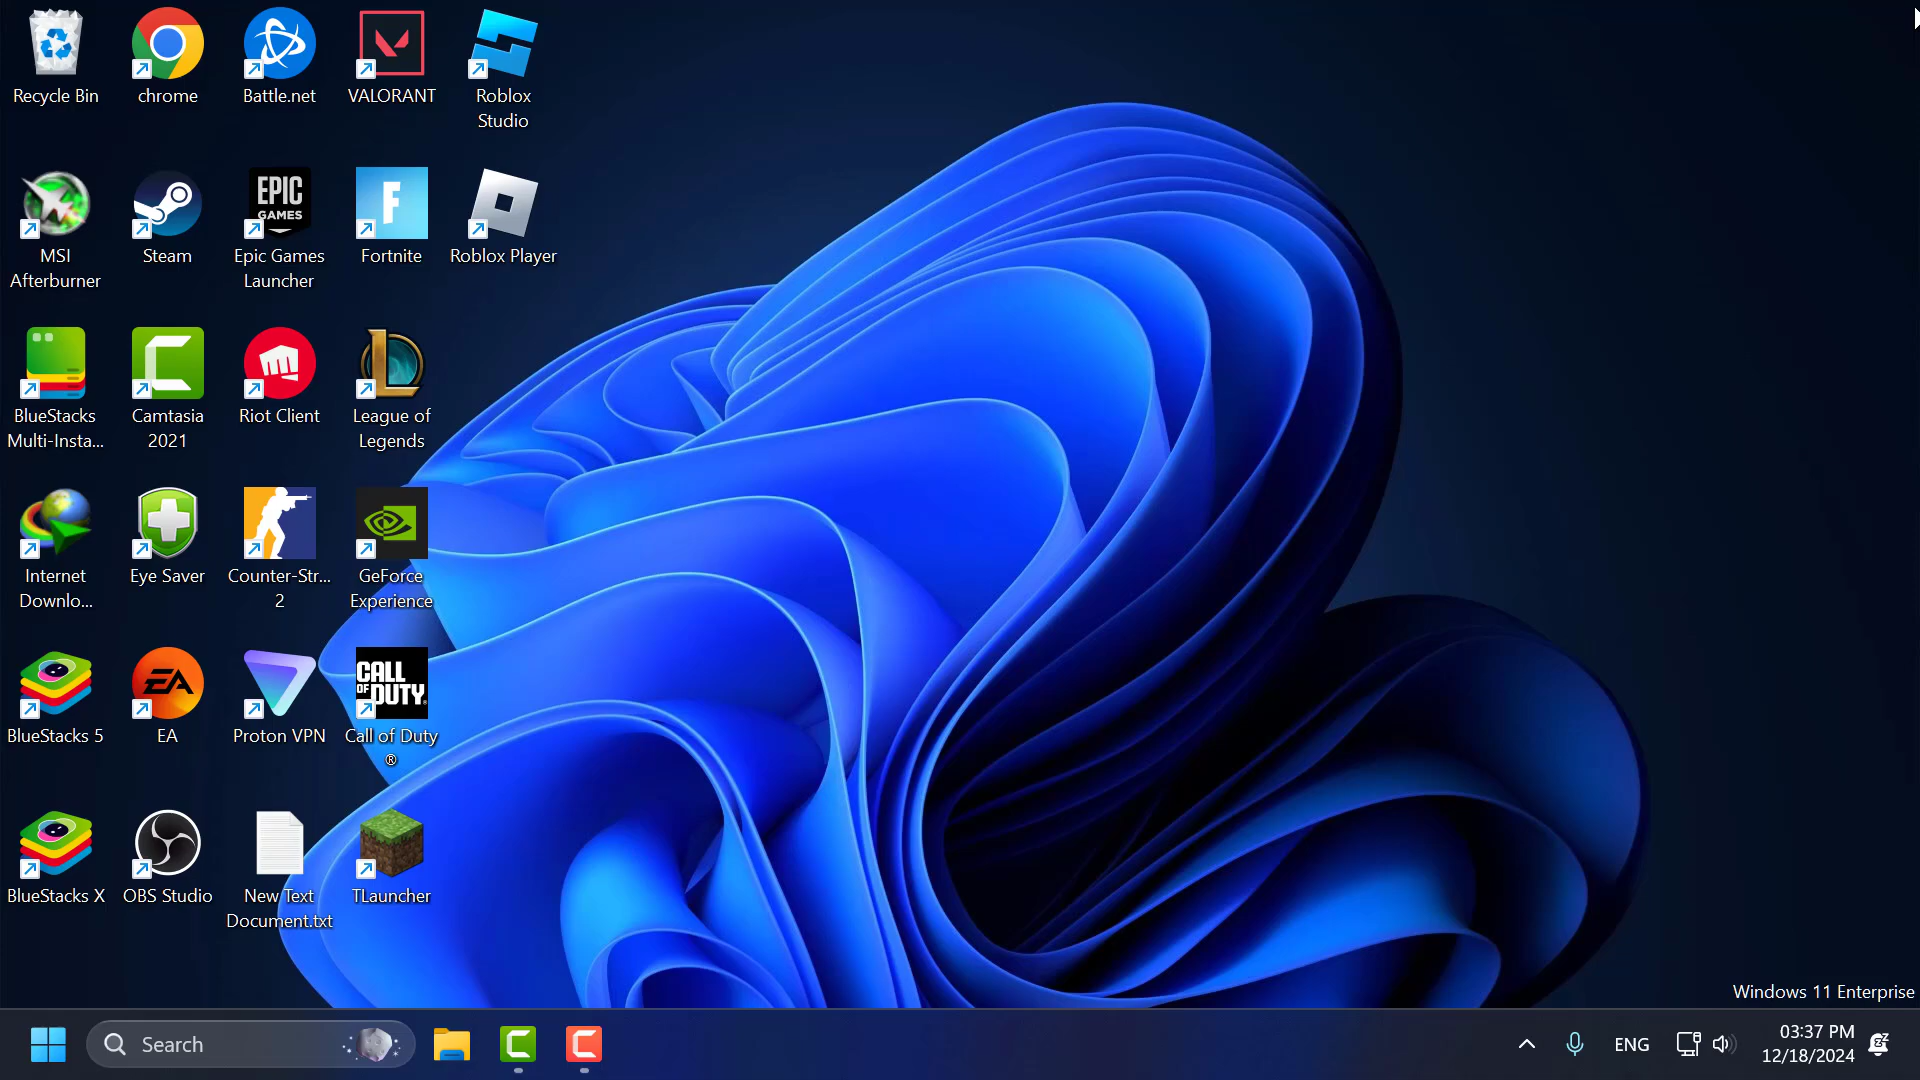 Recycle Bin
chrome
Battle.net
VALORANT
Roblox
Studio
MSI
Afterburner
Steam
EPIC
GAMES
Epic Games
Launcher
F
Fortnite
Roblox Player
BlueStacks
Multi-Insta...
Camtasia
2021
Riot Client
League of
Legends
Internet
Downlo...
Eye Saver
Counter-Str...
2
GeForce
Experience
BlueStacks 5
EA
EA
Proton VPN
CALL
OF DUTY
Call of Duty
®
BlueStacks X
OBS Studio
New Text
Document.txt
TLauncher
Windows 11 Enterprise
Search
ENG
03:37 PM
12/18/2024